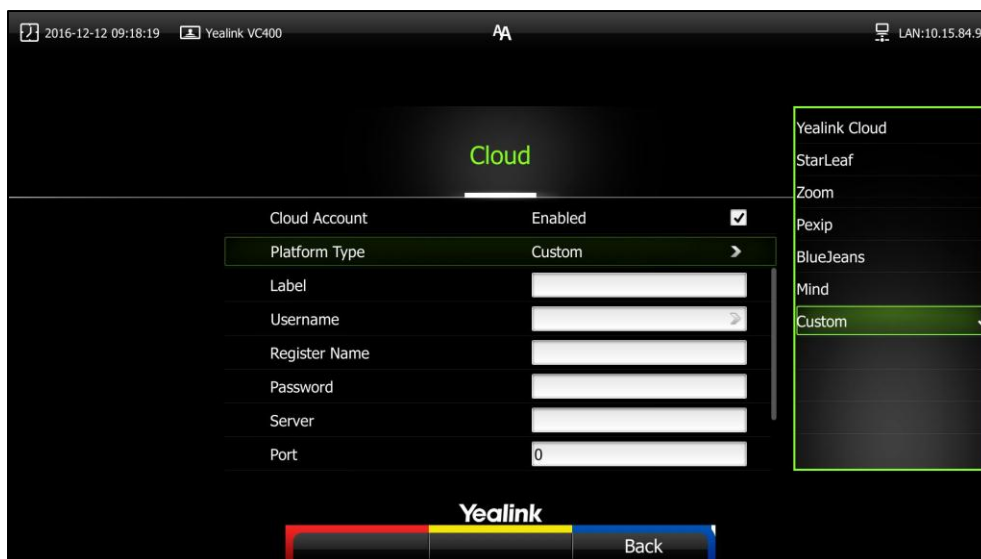 2016-12-12 09:18:19 Yealink VC400 AA LAN:10.15.84.9
Cloud
Cloud Account Enabled
Platform Type Custom
Label
Username
Register Name
Password
Server
Port 0
Yealink Cloud
StarLeaf
Zoom
Pexip
BlueJeans
Mind
Custom
Yealink
Back